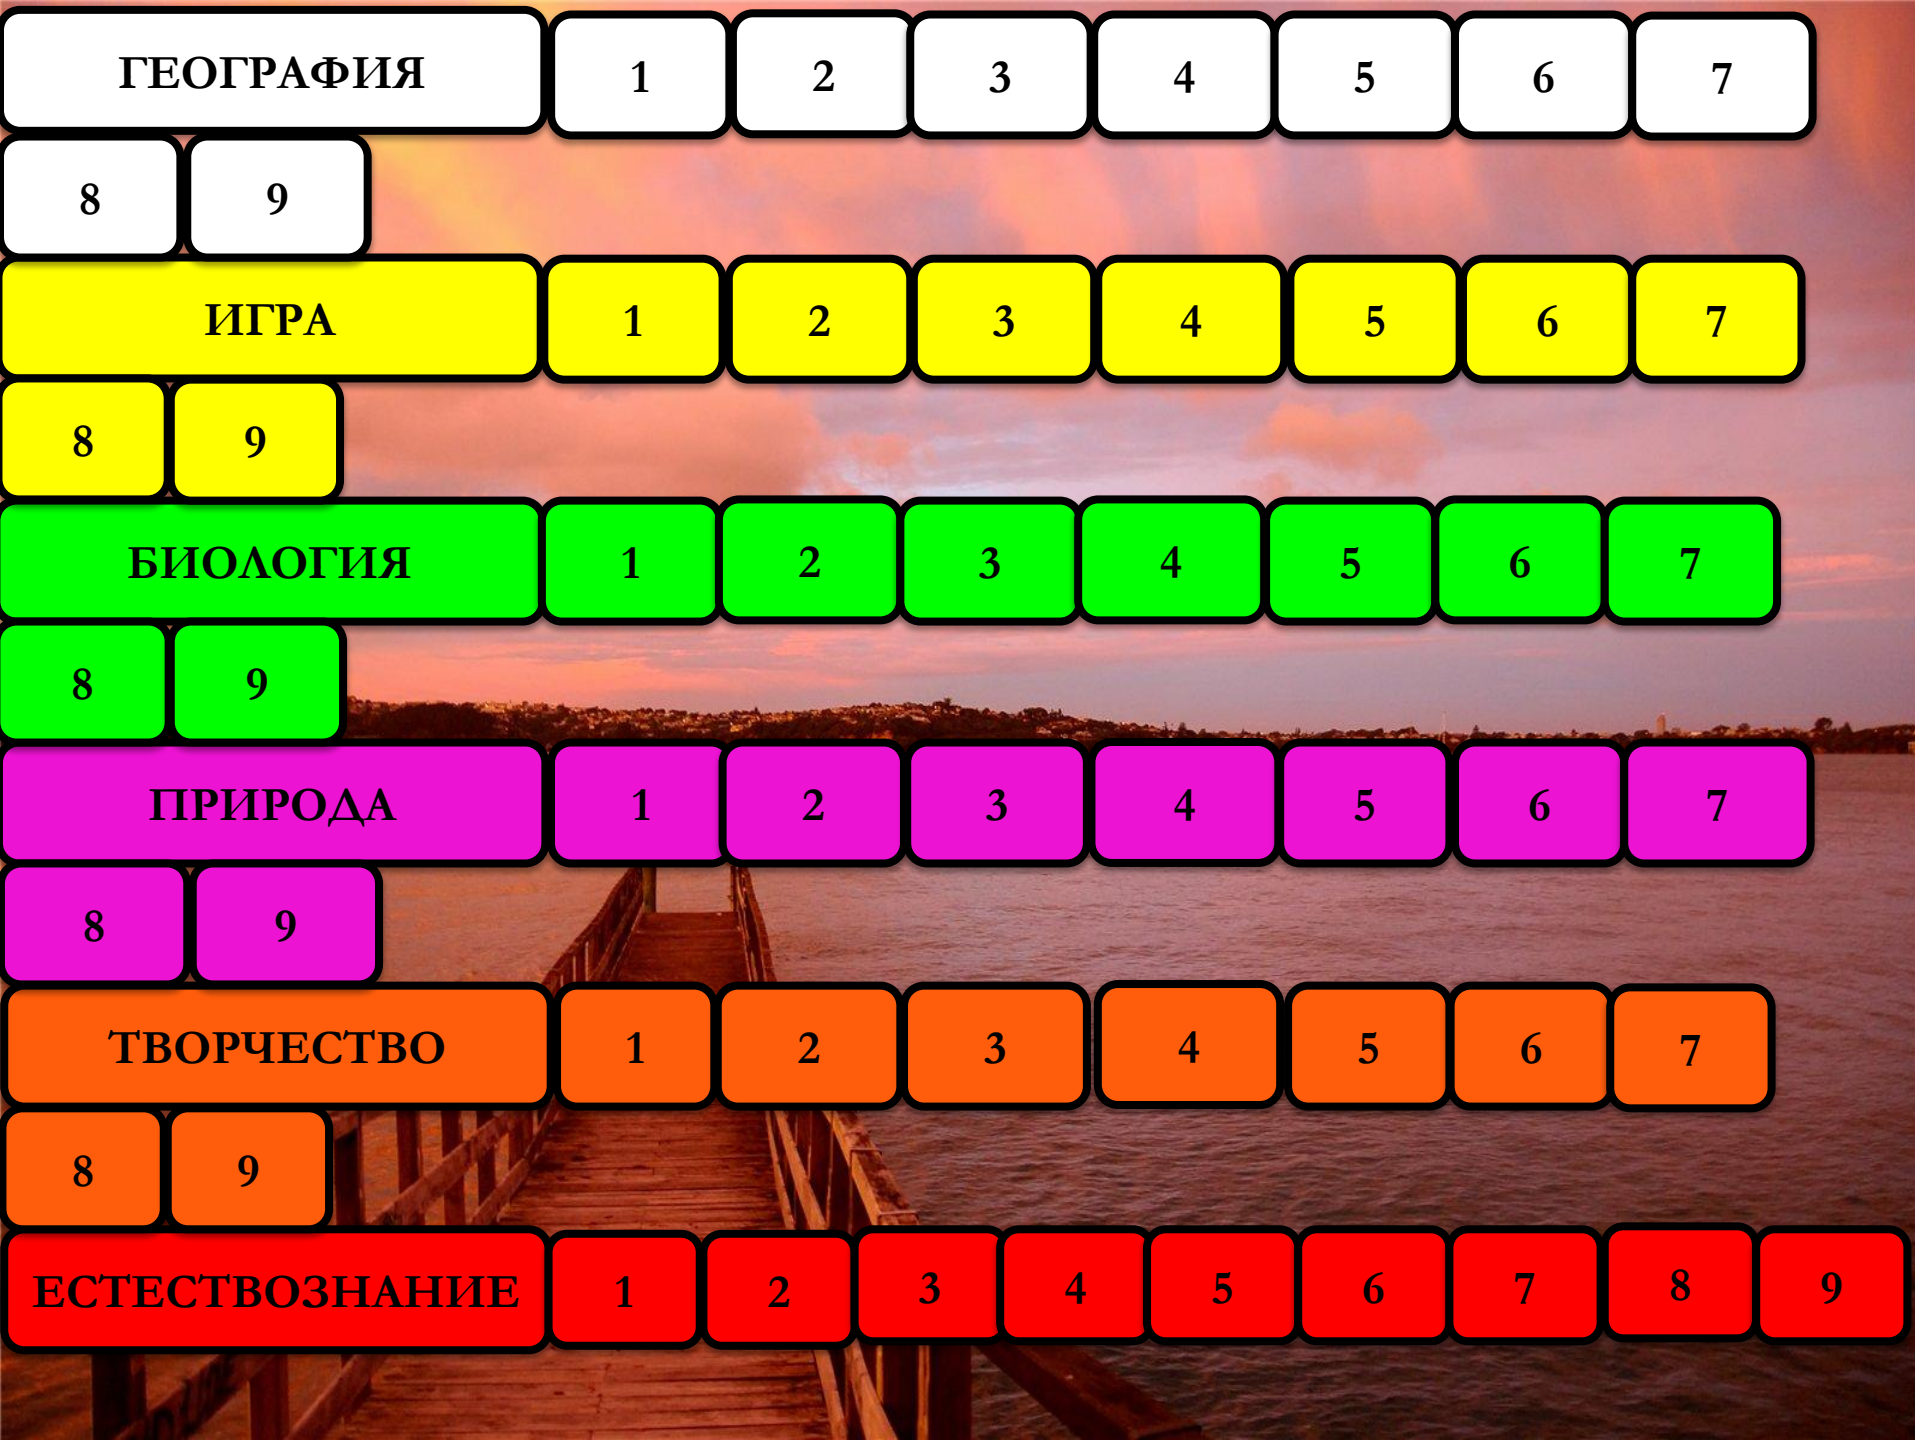 ГЕОГРАФИЯ 1 2 3 4 5 6 7
8 9
ИГРА 1 2 3 4 5 6 7
8 9
БИОЛОГИЯ 1 2 3 4 5 6 7
8 9
ПРИРОДА 1 2 3 4 5 6 7
8 9
ТВОРЧЕСТВО 1 2 3 4 5 6 7
8 9
ЕСТЕСТВОЗНАНИЕ 1 2 3 4 5 6 7 8 9